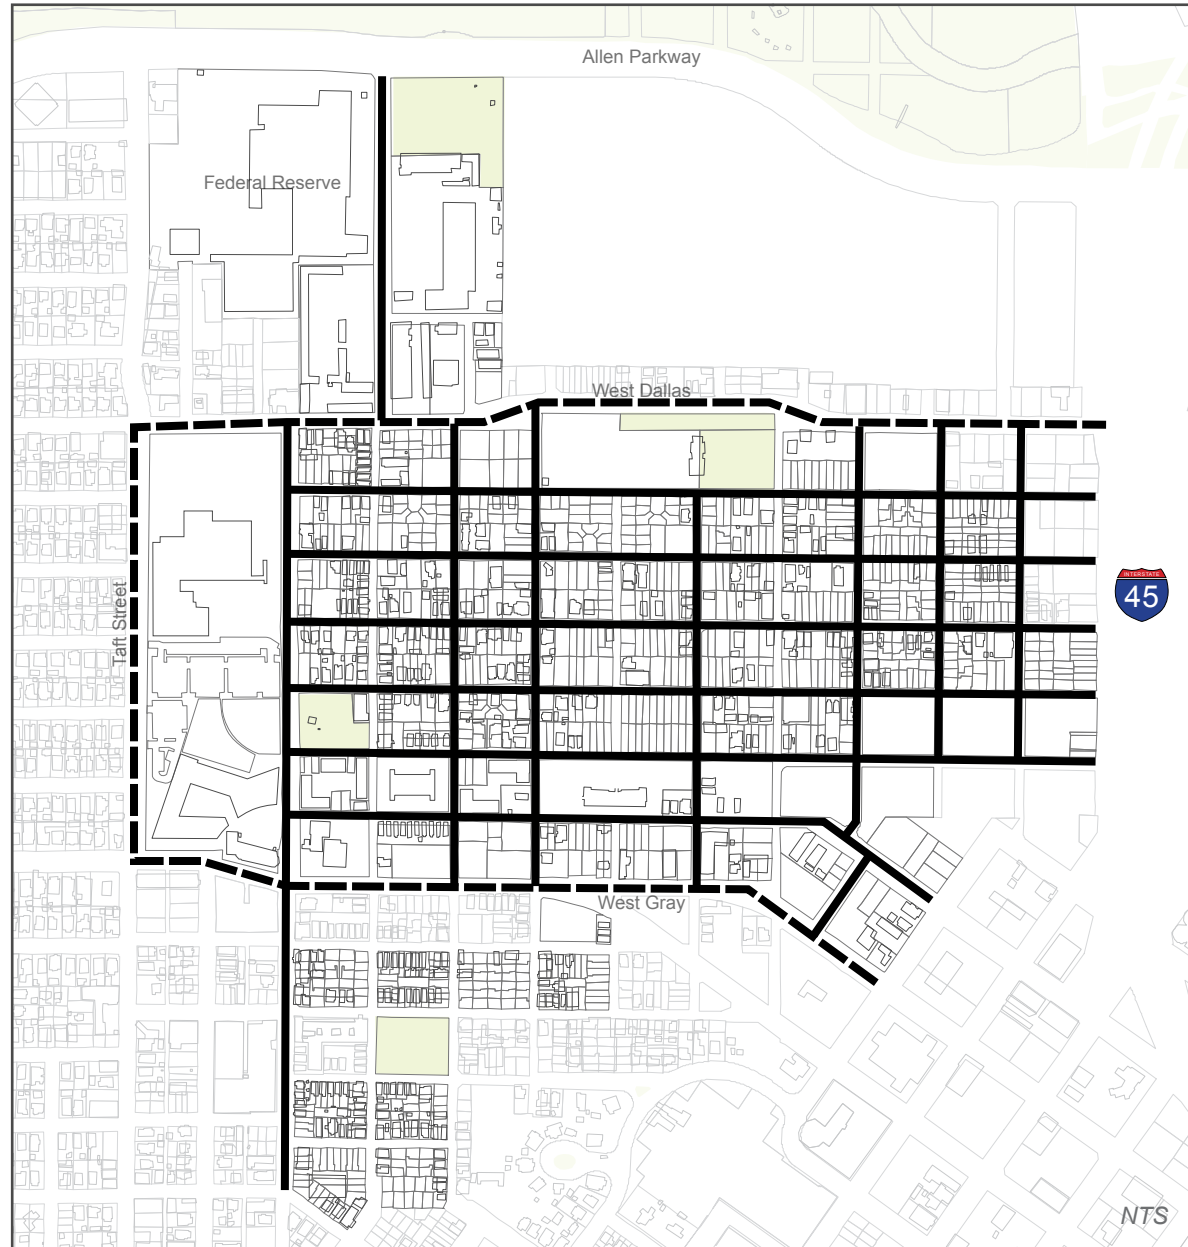 Allen Parkway
Federal Reserve
West Dallas
INTERSTATE
45
Taft Street
West Gray
NTS